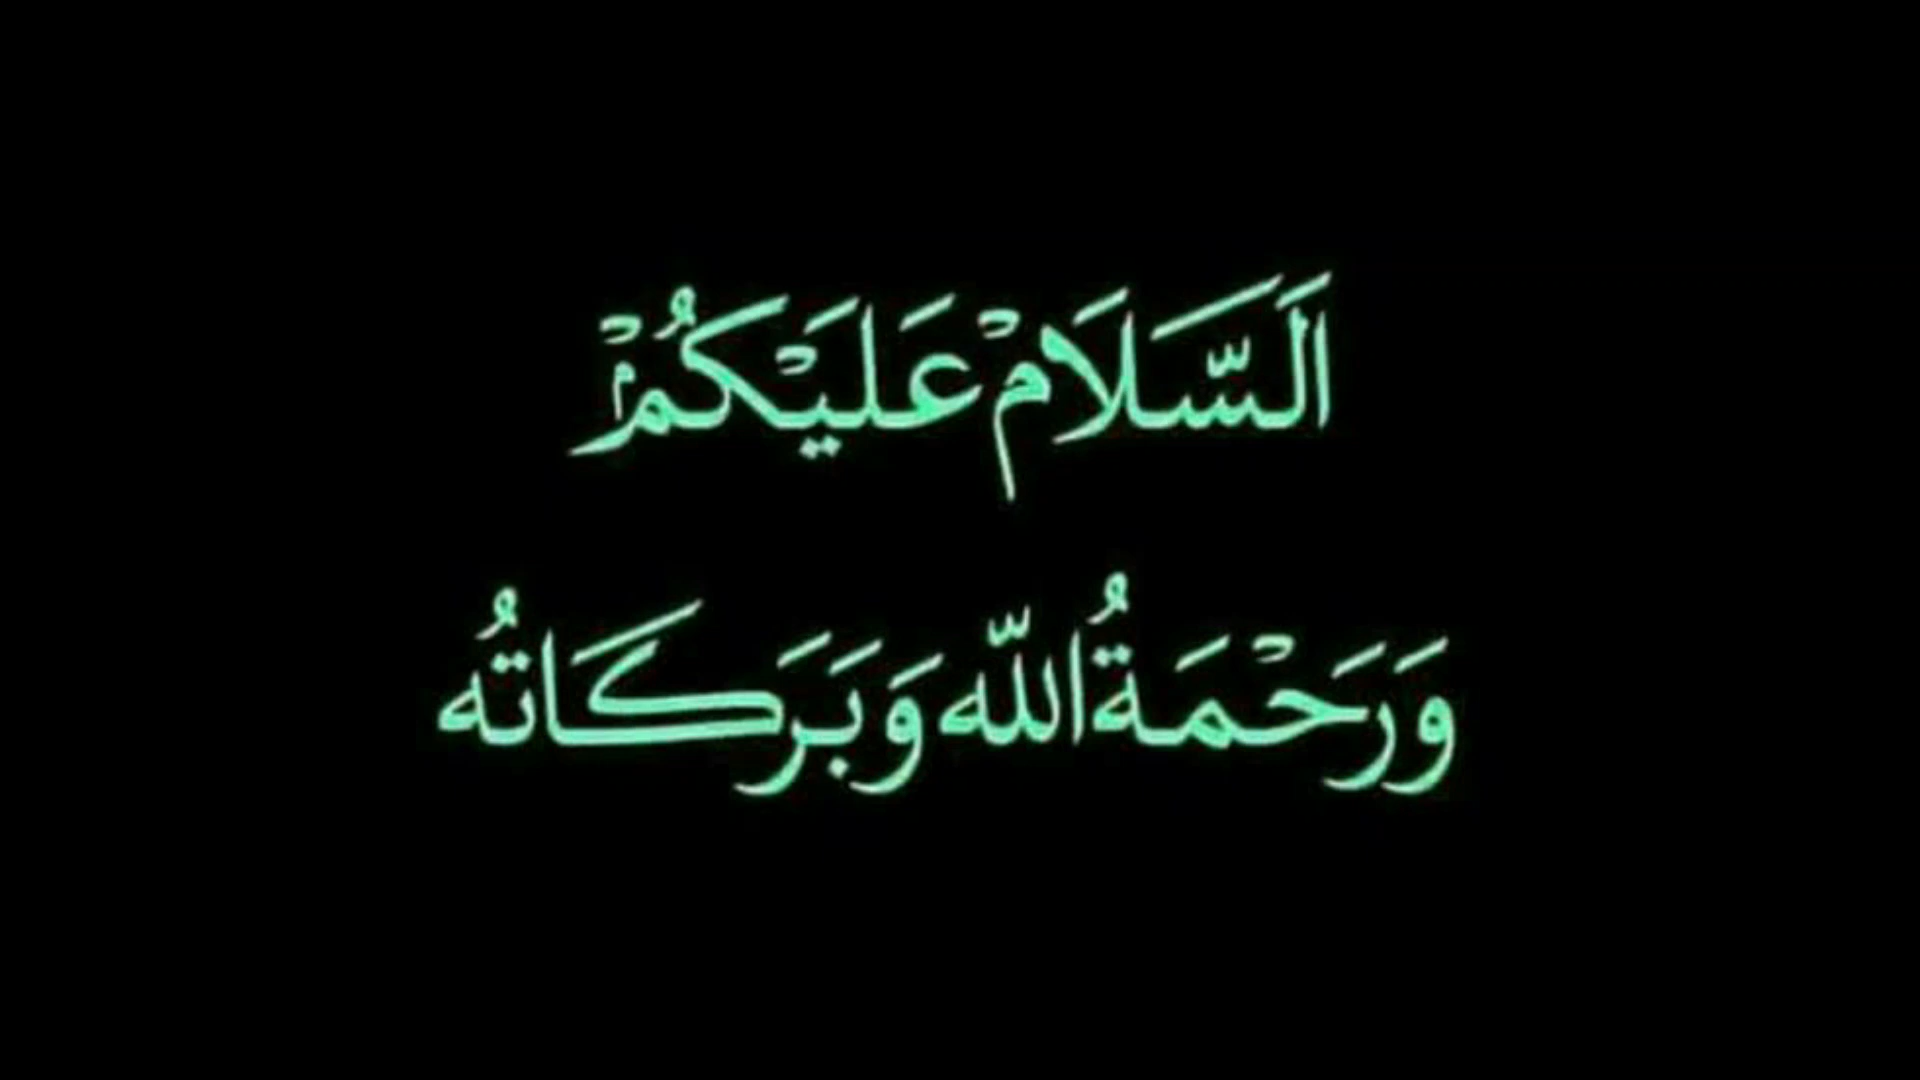 اَلسَّلَامْ عَلَيْكُمْ
وَرَحْمَةُ اللّه وَبَرَكَاتُه